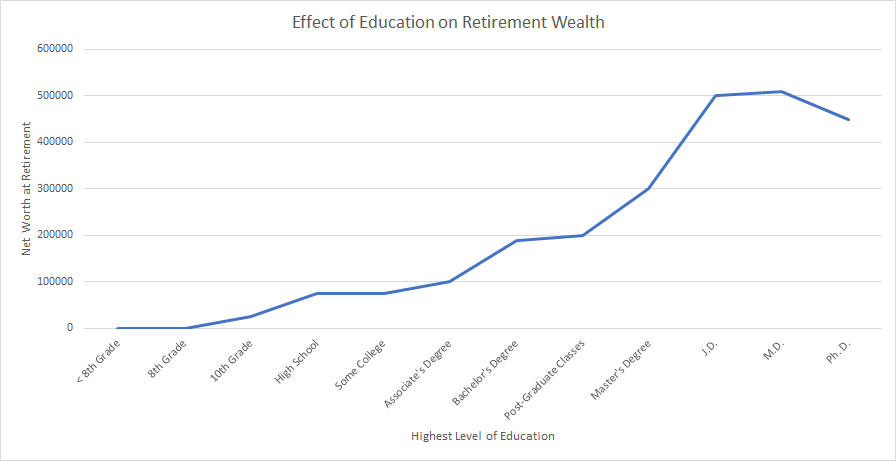 Effect of Education on Retirement Wealth
600000
500000
400000
300000
200000
100000
0
Net Worth at Retirement
< 8th Grade
8th Grade
10th Grade
High School
Some College
Associate's Degree
Bachelor's Degree
Post-Graduate Classes
Master's Degree
J.D.
M.D.
Ph. D.
Highest Level of Education